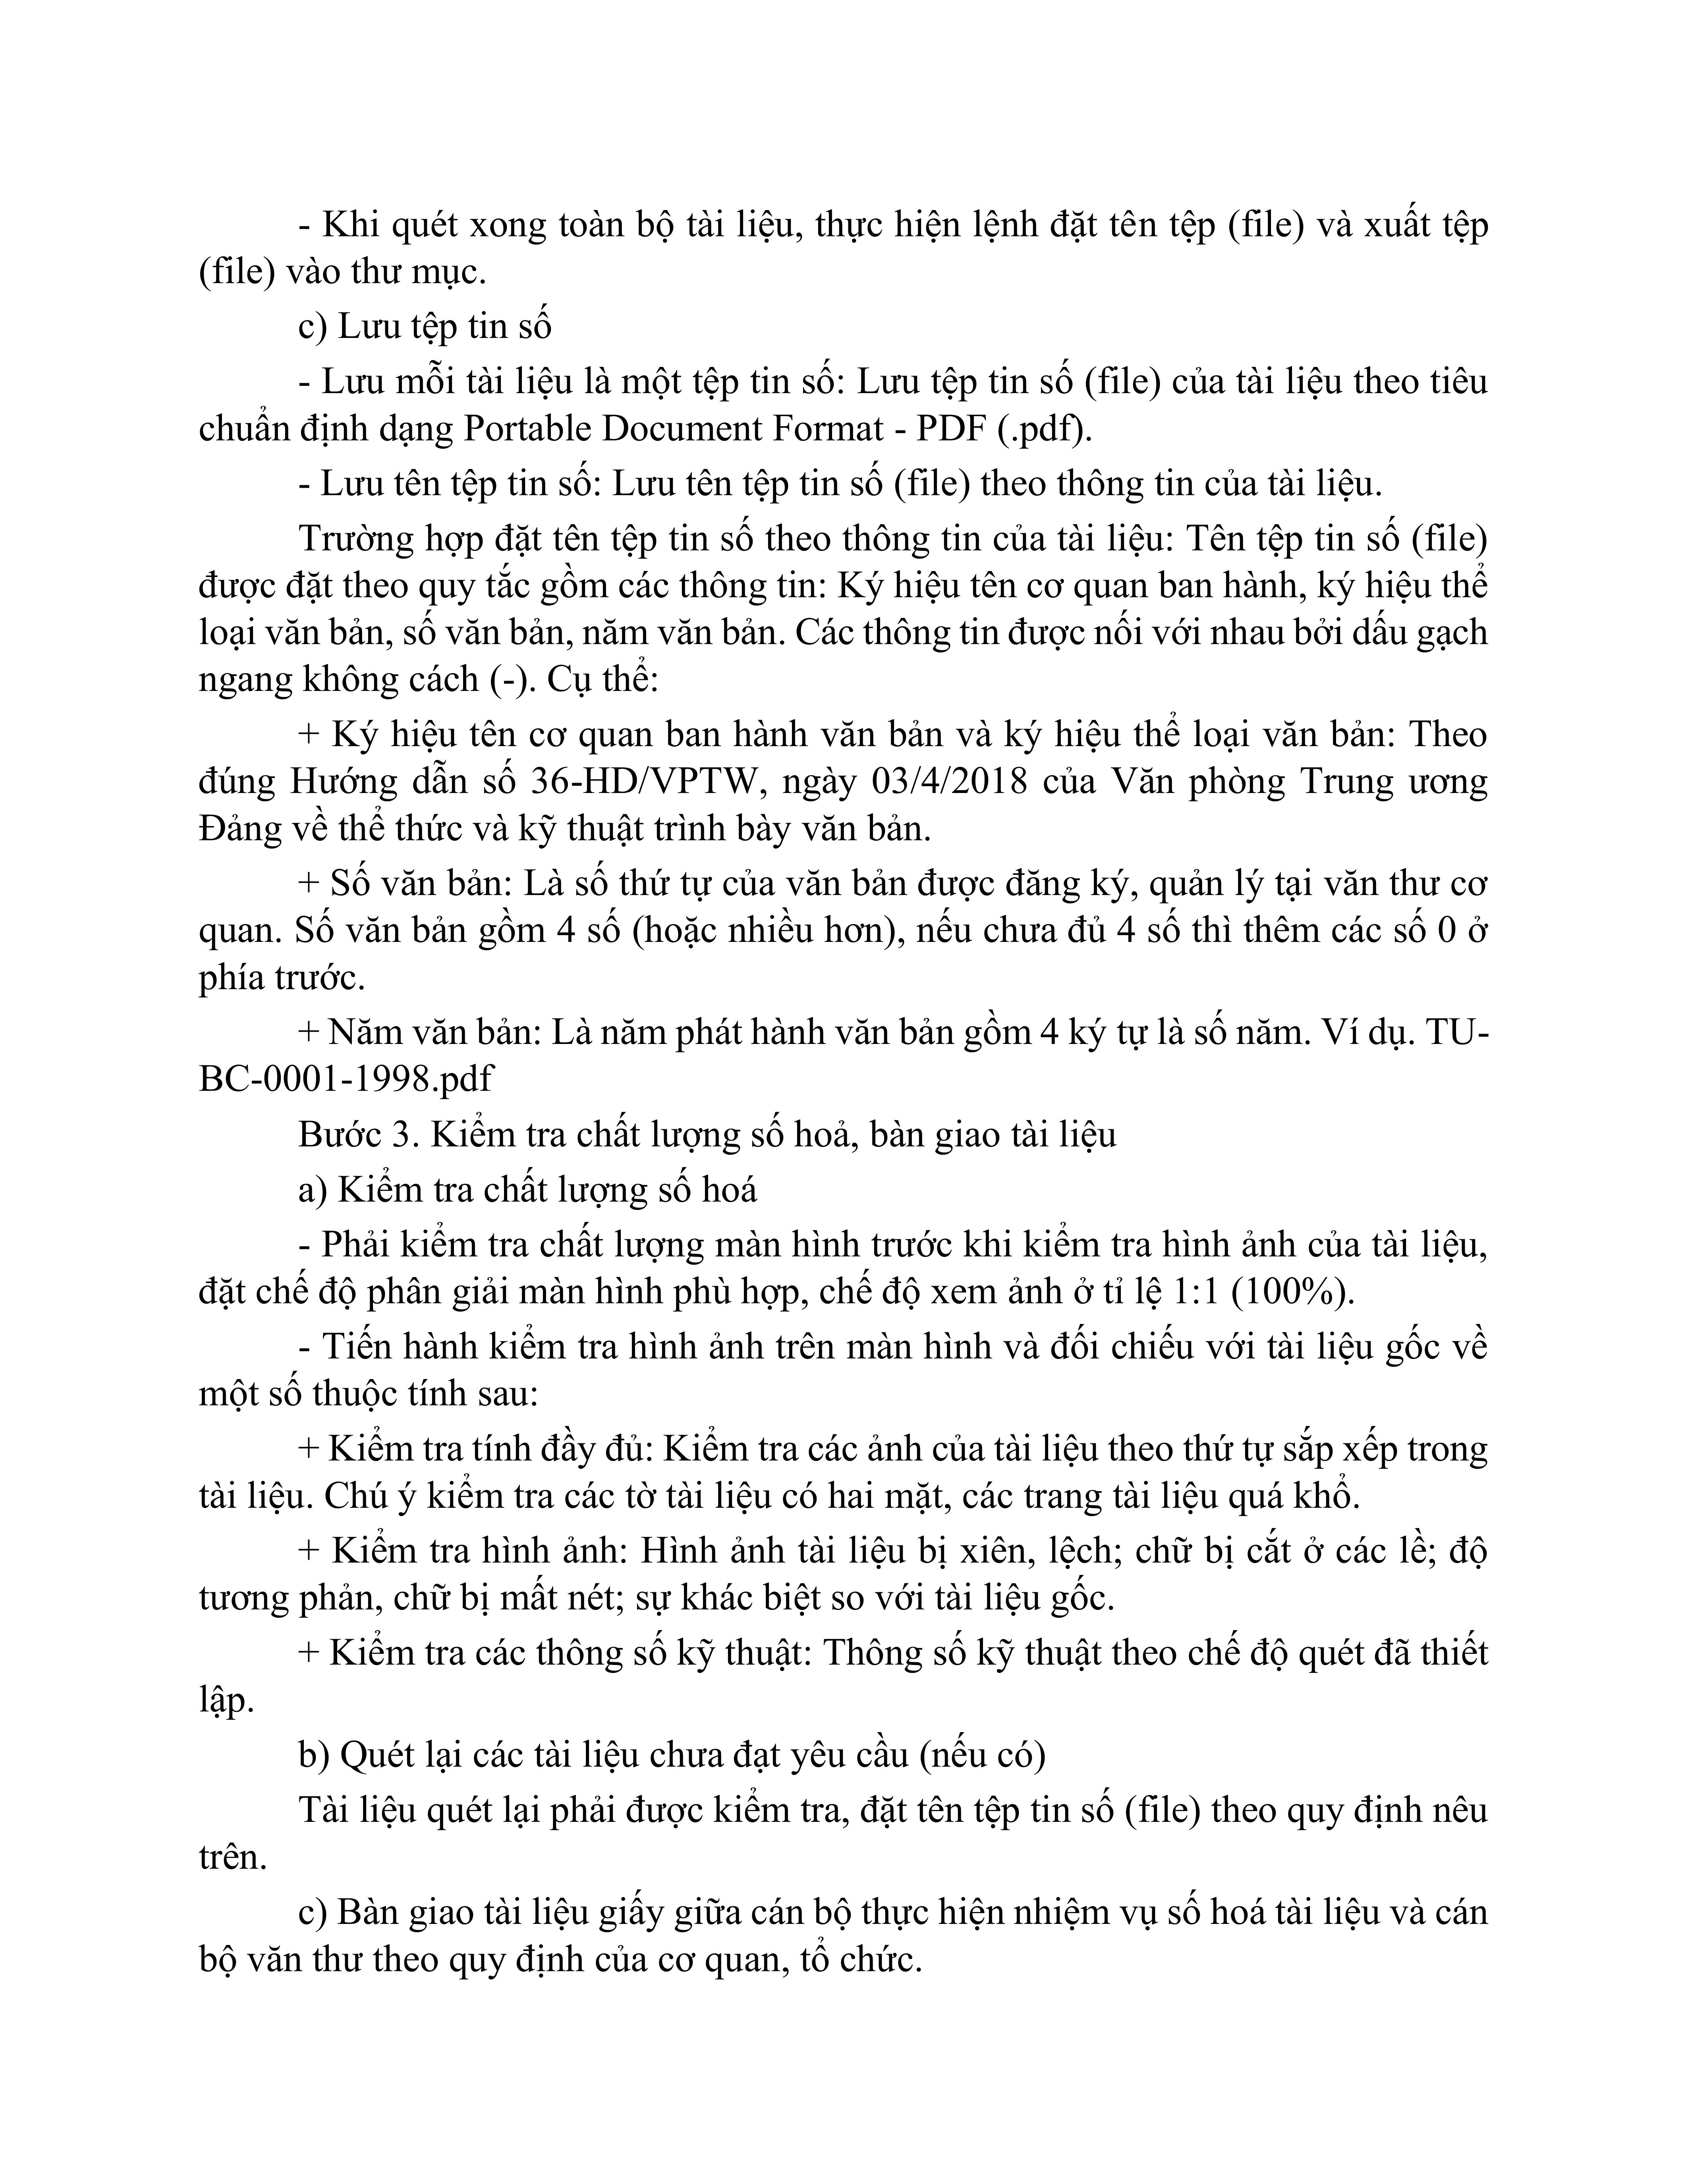 - Khi quét xong toàn bộ tài liệu, thực hiện lệnh đặt tên tệp (file) và xuất tệp
(file) vào thư mục.
c) Lưu tệp tin số
- Lưu mỗi tài liệu là một tệp tin số: Lưu tệp tin số (file) của tài liệu theo tiêu
chuẩn định dạng Portable Document Format - PDF (.pdf).
- Lưu tên tệp tin số: Lưu tên tệp tin số (file) theo thông tin của tài liệu.
Trường hợp đặt tên tệp tin số theo thông tin của tài liệu: Tên tệp tin số (file)
được đặt theo quy tắc gồm các thông tin: Ký hiệu tên cơ quan ban hành, ký hiệu thể
loại văn bản, số văn bản, năm văn bản. Các thông tin được nối với nhau bởi dấu gạch
ngang không cách (-). Cụ thể:
+ Ký hiệu tên cơ quan ban hành văn bản và ký hiệu thể loại văn bản: Theo
đúng Hướng dẫn số 36-HD/VPTW, ngày 03/4/2018 của Văn phòng Trung ương
Đảng về thể thức và kỹ thuật trình bày văn bản.
+ Số văn bản: Là số thứ tự của văn bản được đăng ký, quản lý tại văn thư cơ
quan. Số văn bản gồm 4 số (hoặc nhiều hơn), nếu chưa đủ 4 số thì thêm các số 0 ở
phía trước.
+ Năm văn bản: Là năm phát hành văn bản gồm 4 ký tự là số năm. Ví dụ. TU-
BC-0001-1998.pdf
Bước 3. Kiểm tra chất lượng số hoả, bàn giao tài liệu
a) Kiểm tra chất lượng số hoá
- Phải kiểm tra chất lượng màn hình trước khi kiểm tra hình ảnh của tài liệu,
đặt chế độ phân giải màn hình phù hợp, chế độ xem ảnh ở tỉ lệ 1:1 (100%).
- Tiến hành kiểm tra hình ảnh trên màn hình và đối chiếu với tài liệu gốc về
một số thuộc tính sau:
+ Kiểm tra tính đầy đủ: Kiểm tra các ảnh của tài liệu theo thứ tự sắp xếp trong
tài liệu. Chú ý kiểm tra các tờ tài liệu có hai mặt, các trang tài liệu quá khổ.
+ Kiểm tra hình ảnh: Hình ảnh tài liệu bị xiên, lệch; chữ bị cắt ở các lề; độ
tương phản, chữ bị mất nét; sự khác biệt so với tài liệu gốc.
+ Kiểm tra các thông số kỹ thuật: Thông số kỹ thuật theo chế độ quét đã thiết
lập.
b) Quét lại các tài liệu chưa đạt yêu cầu (nếu có)
Tài liệu quét lại phải được kiểm tra, đặt tên tệp tin số (file) theo quy định nêu
trên.
c) Bàn giao tài liệu giấy giữa cán bộ thực hiện nhiệm vụ số hoá tài liệu và cán
bộ văn thư theo quy định của cơ quan, tổ chức.